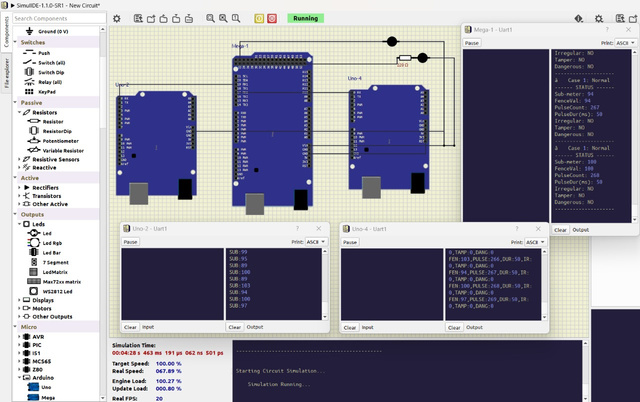 SimulIDE-1.1.0-SR1 - New Circuit*
Components
File explorer
Search Components
Ground (0 V)
Switches
Push
Switch (all)
Switch Dip
Relay (all)
KeyPad
Passive
Resistors
Resistor
ResistorDip
Potentiometer
Variable Resistor
Resistive Sensors
Reactive
Active
Rectifiers
Transistors
Other Active
Outputs
Leds
Led
Led Rgb
Led Bar
7 Segment
LedMatrix
Max72xx matrix
WS2812 Led
Displays
Motors
Other Outputs
Micro
AVR
PIC
I51
MCS65
Z80
Arduino
Uno
Mega
Running
Mega-1
Uno-2
Uno-4
Mega-1 - Uart1
Pause
Print: ASCII
Irregular: NO
Tamper: NO
Dangerous: NO
Case 1: Normal
------ STATUS ------
Sub-meter: 94
FenceVal: 94
PulseCount: 267
PulseDur(ms): 50
Irregular: NO
Tamper: NO
Dangerous: NO
Case 1: Normal
------ STATUS ------
Sub-meter: 100
FenceVal: 100
PulseCount: 268
PulseDur(ms): 50
Irregular: NO
Tamper: NO
Dangerous: NO
Clear
Output
Uno-2 - Uart1
Pause
Print: ASCII
SUB:99
SUB:95
SUB:89
SUB:100
SUB:89
SUB:103
SUB:94
SUB:100
SUB:97
Clear Input
Clear Output
Uno-4 - Uart1
Pause
Print: ASCII
0,TAMP:0,DANG:0
FEN:103,PULSE:266,DUR:50,IR:
0,TAMP:0,DANG:0
FEN:94,PULSE:267,DUR:50,IR:
0,TAMP:0,DANG:0
FEN:100,PULSE:268,DUR:50,IR:
0,TAMP:0,DANG:0
FEN:97,PULSE:269,DUR:50,IR:
0,TAMP:0,DANG:0
Clear Input
Clear Output
Simulation Time:
00:04:28 s 463 ms 191 µs 062 ns 501 ps
Target Speed: 100.00 %
Real Speed: 067.89 %
Engine Load: 100.27 %
Update Load: 000.80 %
Real FPS: 20
Starting Circuit Simulation...
Simulation Running...